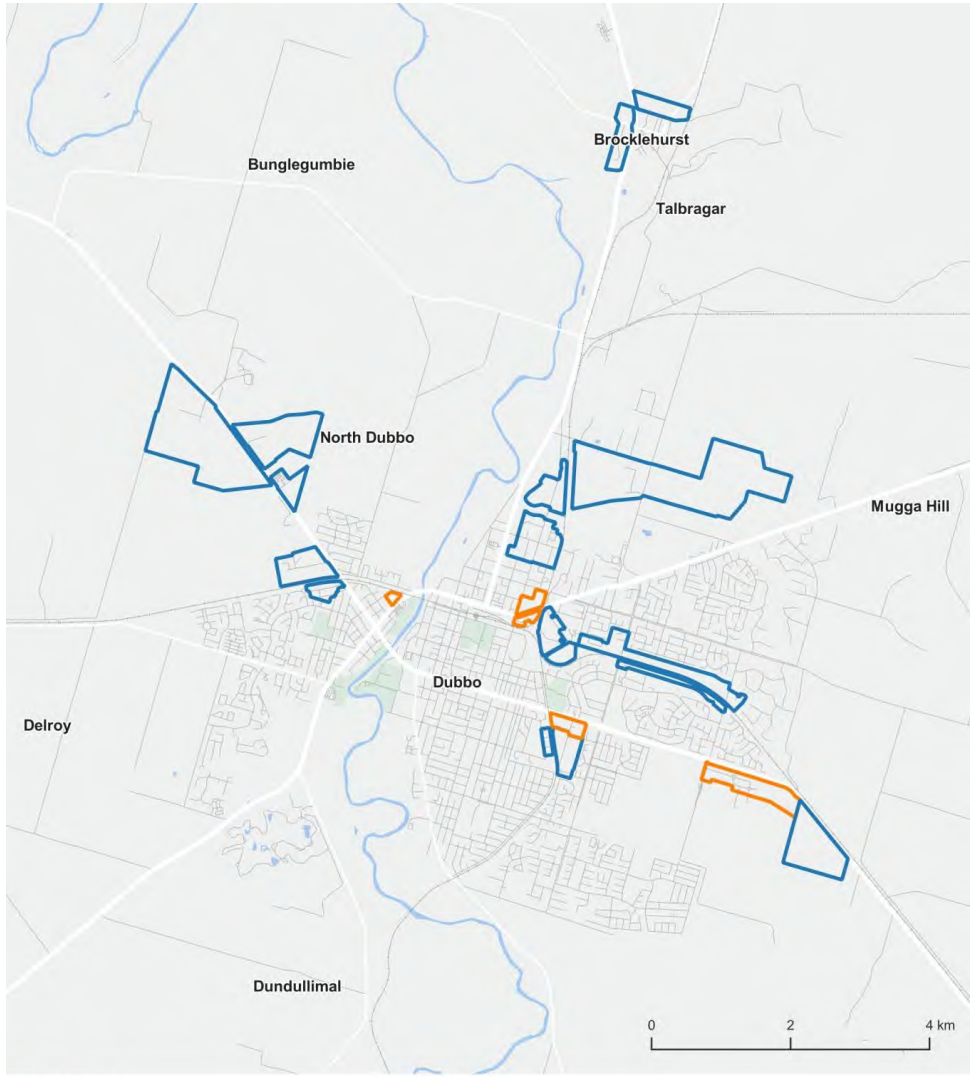 Brocklehurst
Bunglegumbie
Talbragar
North Dubbo
Mugga Hill
Dubbo
Delroy
Dundullimal
0 2 4 km